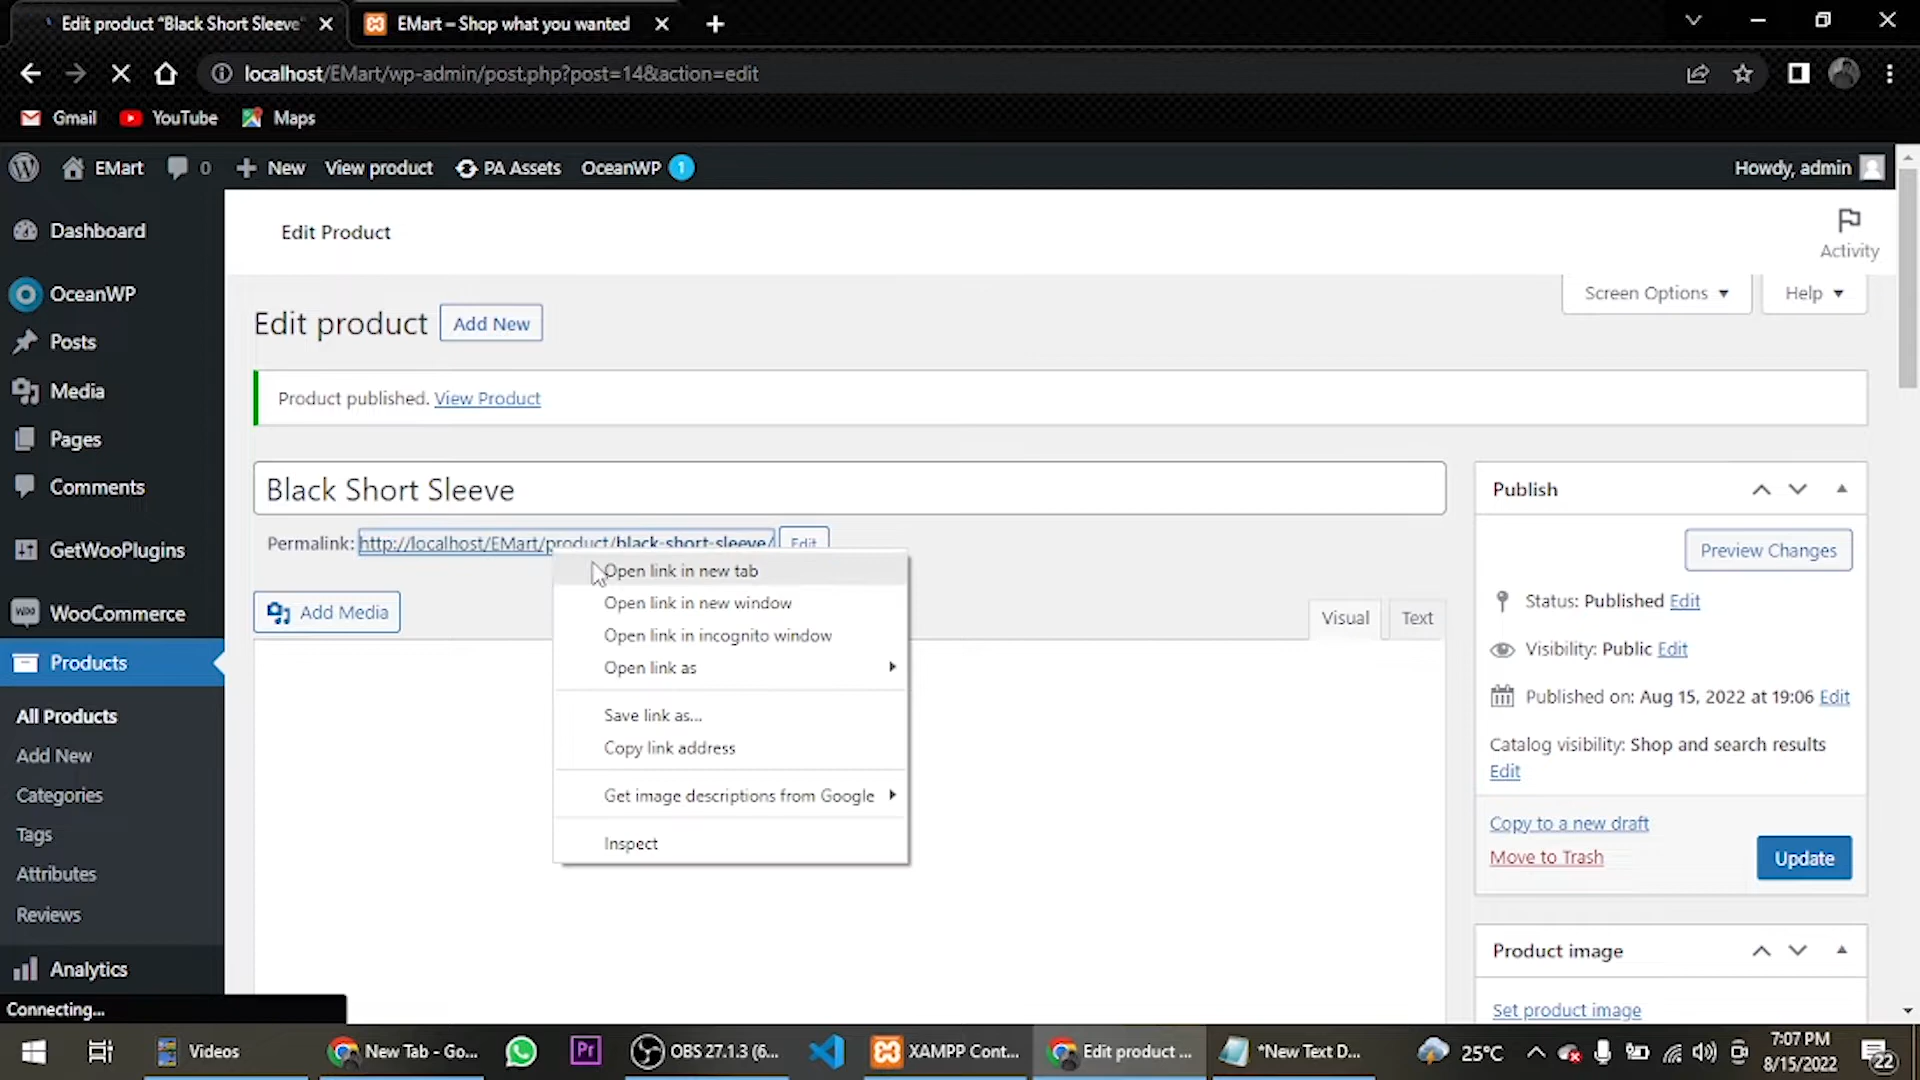 Edit product “Black Short Sleeve”
EMart – Shop what you wanted
localhost/EMart/wp-admin/post.php?post=14&action=edit
Gmail
YouTube
Maps
EMart
0
New
View product
PA Assets
OceanWP
1
Howdy, admin
Dashboard
OceanWP
Posts
Media
Pages
Comments
GetWooPlugins
WooCommerce
Products
All Products
Add New
Categories
Tags
Attributes
Reviews
Analytics
Connecting...
Edit Product
Activity
Screen Options
Help
Edit product
Add New
Product published. View Product
Black Short Sleeve
Permalink: http://localhost/EMart/product/black-short-sleeve/
Edit
Add Media
Visual
Text
Open link in new tab
Open link in new window
Open link in incognito window
Open link as
Save link as...
Copy link address
Get image descriptions from Google
Inspect
Publish
Preview Changes
Status: Published Edit
Visibility: Public Edit
Published on: Aug 15, 2022 at 19:06 Edit
Catalog visibility: Shop and search results
Edit
Copy to a new draft
Move to Trash
Update
Product image
Set product image
Videos
New Tab - Go...
Pr
OBS 27.1.3 (6...
XAMPP Cont...
Edit product ...
*New Text D...
25°C
7:07 PM
8/15/2022
22